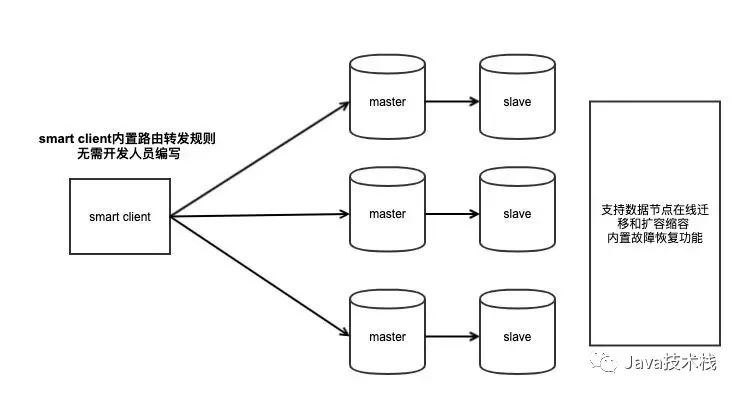 master
slave
smart client内置路由转发规则
无需开发人员编写
smart client
master
slave
支持数据节点在线迁
移和扩容缩容
内置故障恢复功能
master
slave
Java技术栈